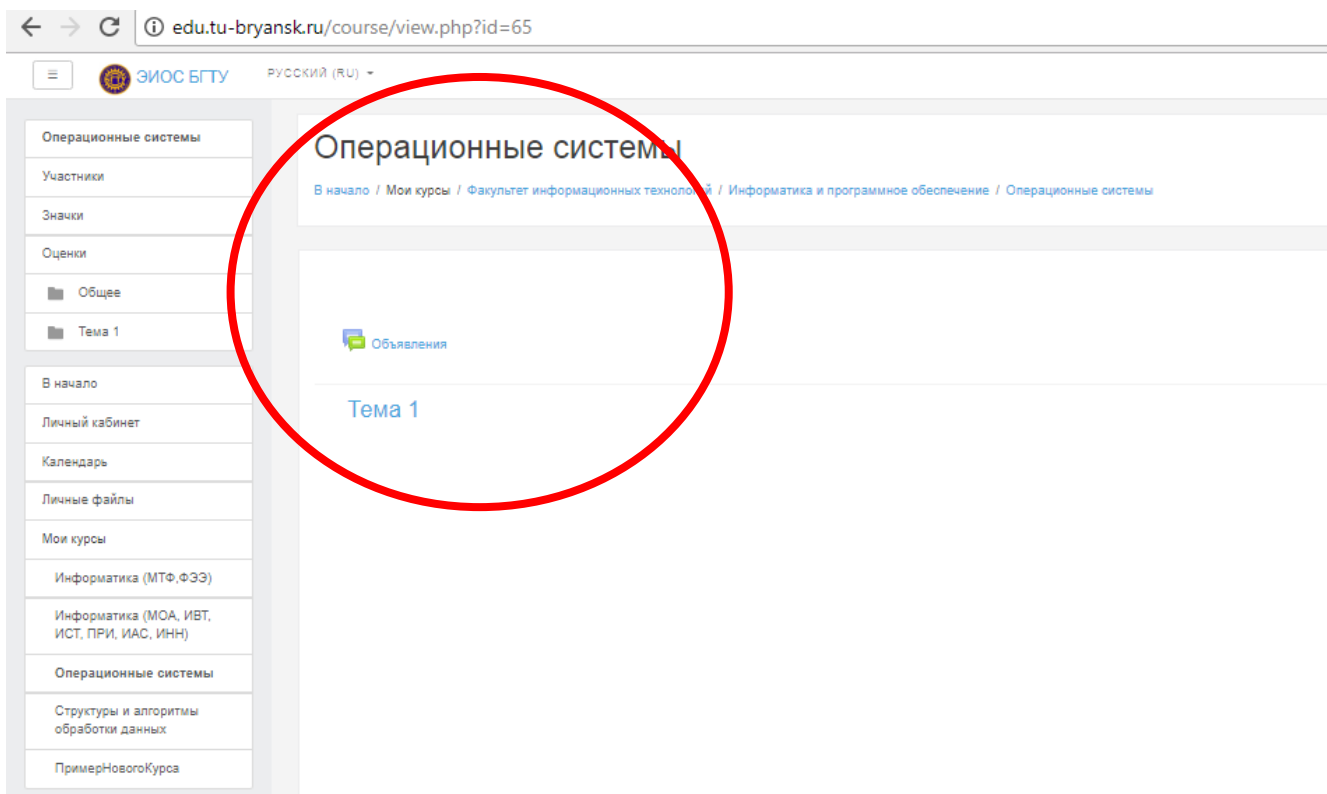 edu.tu-bryansk.ru/course/view.php?id=65
ЭИОС БГТУ
РУССКИЙ (RU)
Операционные системы
Участники
Значки
Оценки
Общее
Тема 1
В начало
Личный кабинет
Календарь
Личные файлы
Мои курсы
Информатика (МТФ,ФЭЭ)
Информатика (МОА, ИВТ,
ИСТ, ПРИ, ИАС, ИНН)
Операционные системы
Структуры и алгоритмы
обработки данных
ПримерНовогоКурса
Операционные системы
В начало / Мои курсы / Факультет информационных технологий / Информатика и программное обеспечение / Операционные системы
Объявления
Тема 1